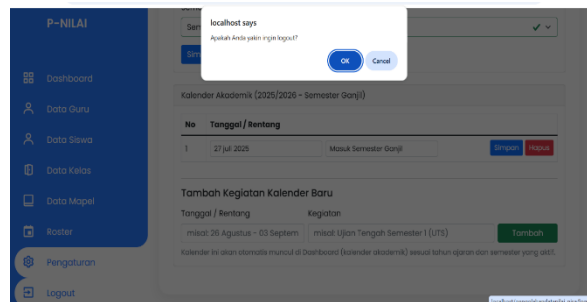 P-NILAI
localhost says
Apakah Anda yakin ingin logout?
OK
Cancel
Sem
Sim
Dashboard
Data Guru
Data Siswa
Data Kelas
Data Mapel
Roster
Pengaturan
Logout
Kalender Akademik (2025/2026 - Semester Ganjil)
No Tanggal / Rentang
1 27 juli 2025 Masuk Semester Ganjil Simpan Hapus
Tambah Kegiatan Kalender Baru
Tanggal / Rentang Kegiatan
misal: 26 Agustus - 03 Septem misal: Ujian Tengah Semester 1 (UTS) Tambah
Kalender ini akan otomatis muncul di Dashboard (kalender akademik) sesuai tahun ajaran dan semester yang aktif.